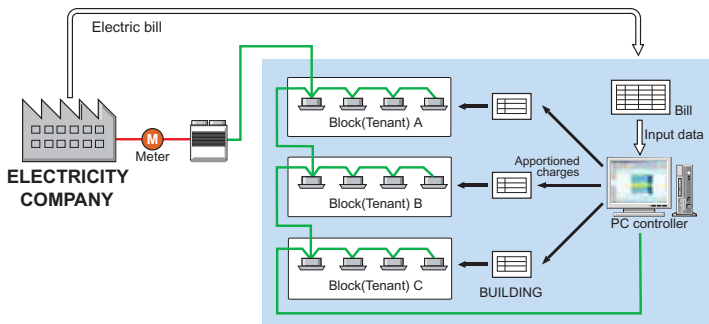 Electric bill
M
Meter
ELECTRICITY
COMPANY
Block(Tenant) A
Block(Tenant) B
Block(Tenant) C
Apportioned
charges
BUILDING
Bill
Input data
PC controller